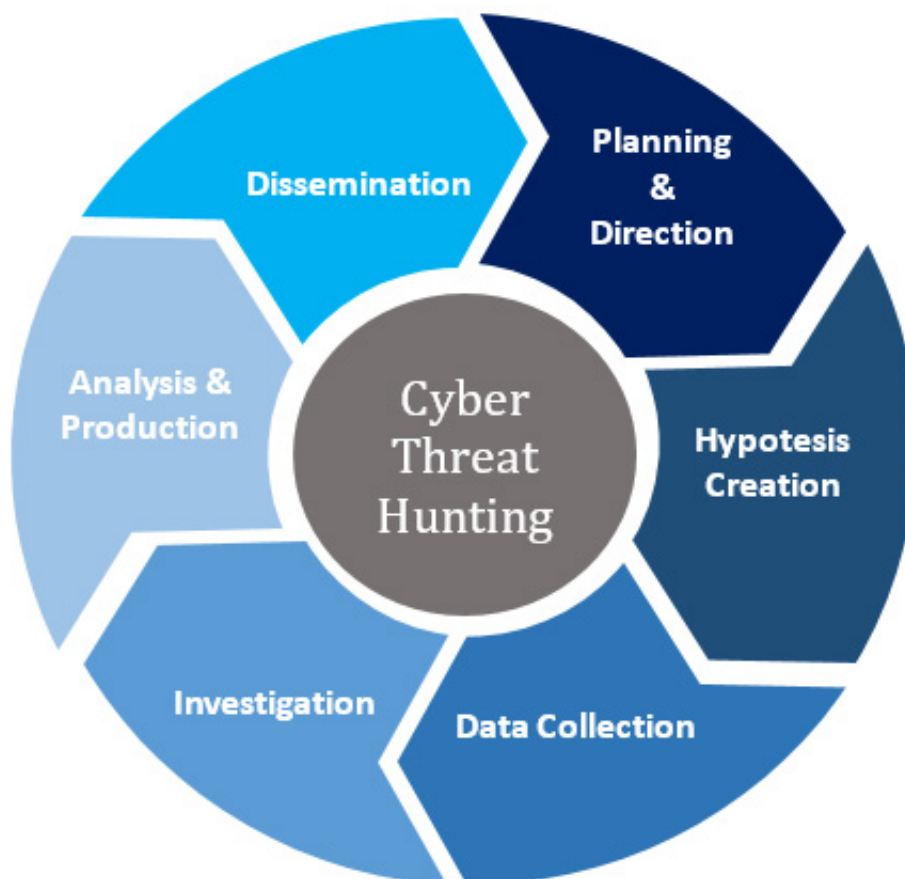 Cyber
Threat
Hunting
Planning
&
Direction
Hypotesis
Creation
Data Collection
Investigation
Analysis &
Production
Dissemination